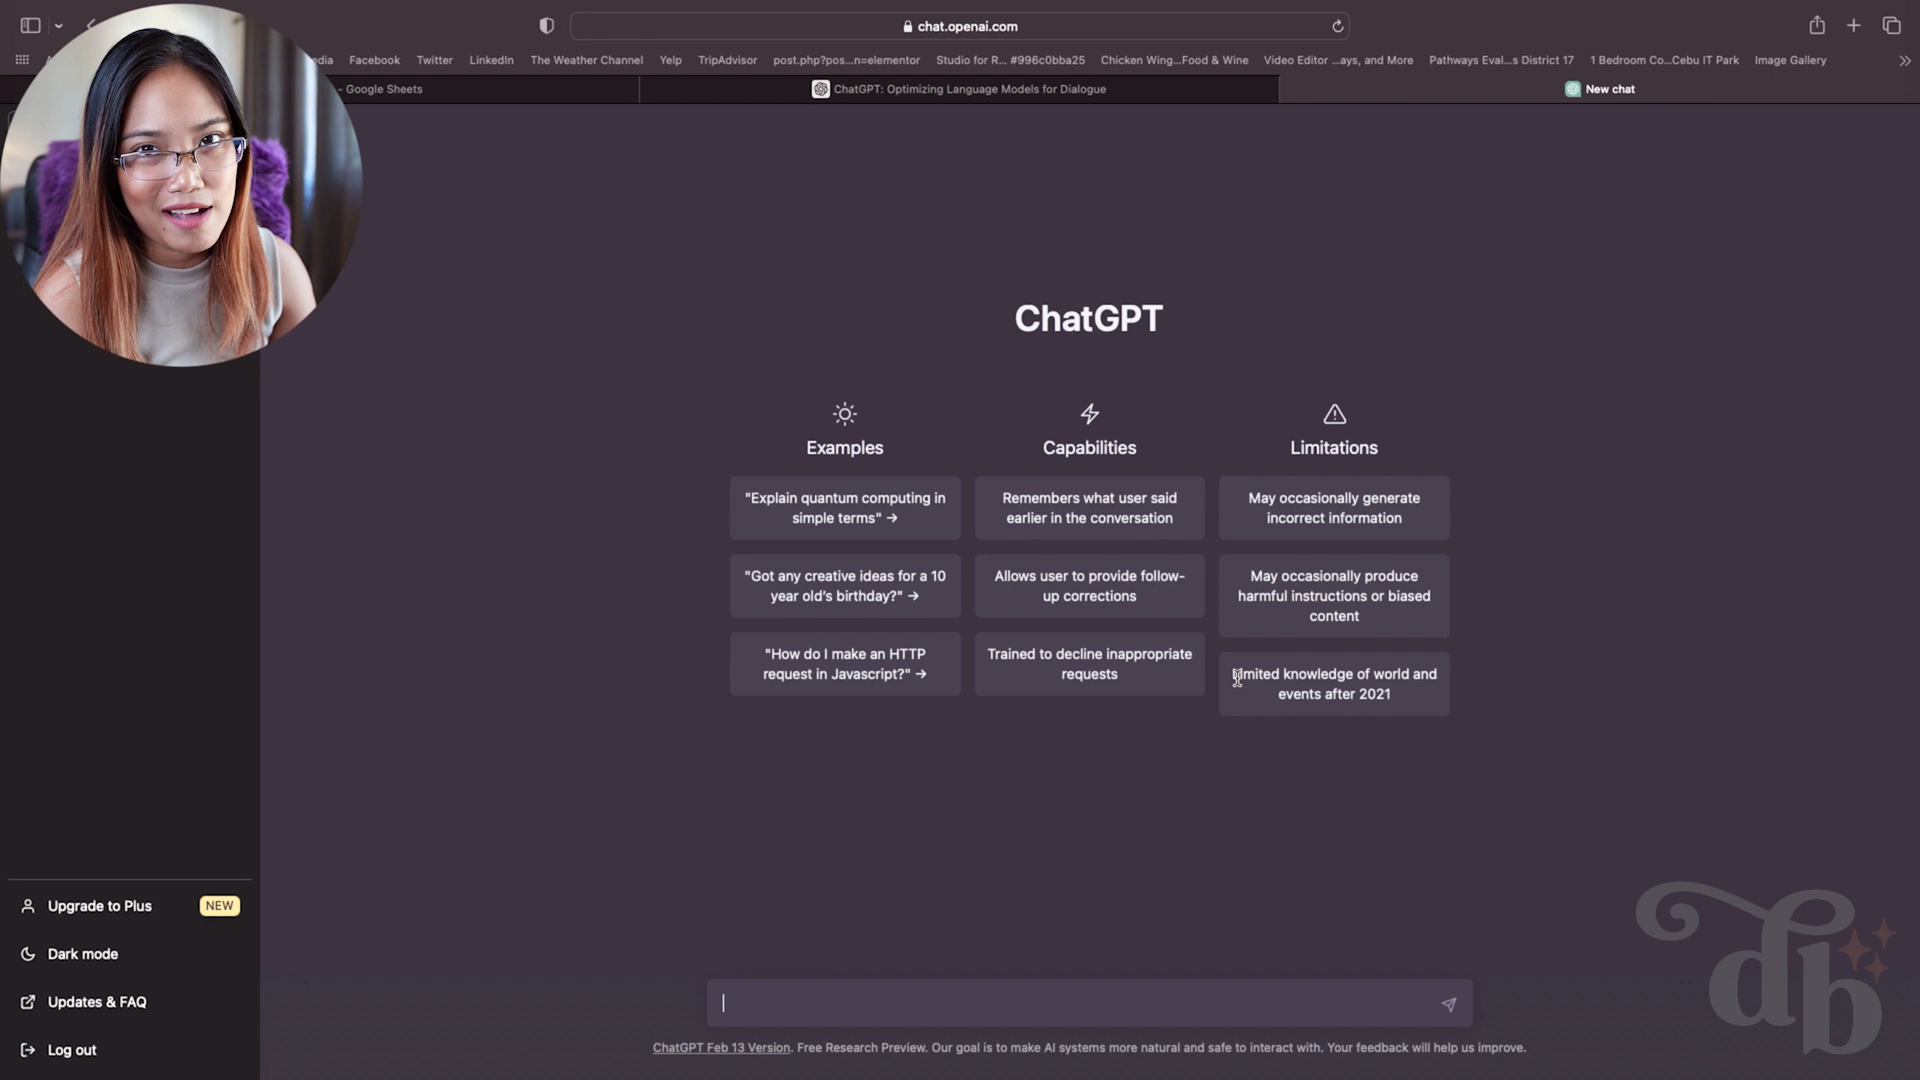 chat.openai.com
Facebook
Twitter
LinkedIn
The Weather Channel
Yelp
TripAdvisor
post.php?pos...n=elementor
Studio for R... #996c0bba25
Chicken Wing...Food & Wine
Video Editor ...ays, and More
Pathways Eval...s District 17
1 Bedroom Co...Cebu IT Park
Image Gallery
- Google Sheets
ChatGPT: Optimizing Language Models for Dialogue
New chat
ChatGPT
Examples
"Explain quantum computing in
simple terms" →
"Got any creative ideas for a 10
year old's birthday?" →
"How do I make an HTTP
request in Javascript?" →
Capabilities
Remembers what user said
earlier in the conversation
Allows user to provide follow-
up corrections
Trained to decline inappropriate
requests
Limitations
May occasionally generate
incorrect information
May occasionally produce
harmful instructions or biased
content
Limited knowledge of world and
events after 2021
Upgrade to Plus
NEW
Dark mode
Updates & FAQ
Log out
ChatGPT Feb 13 Version. Free Research Preview. Our goal is to make AI systems more natural and safe to interact with. Your feedback will help us improve.
db